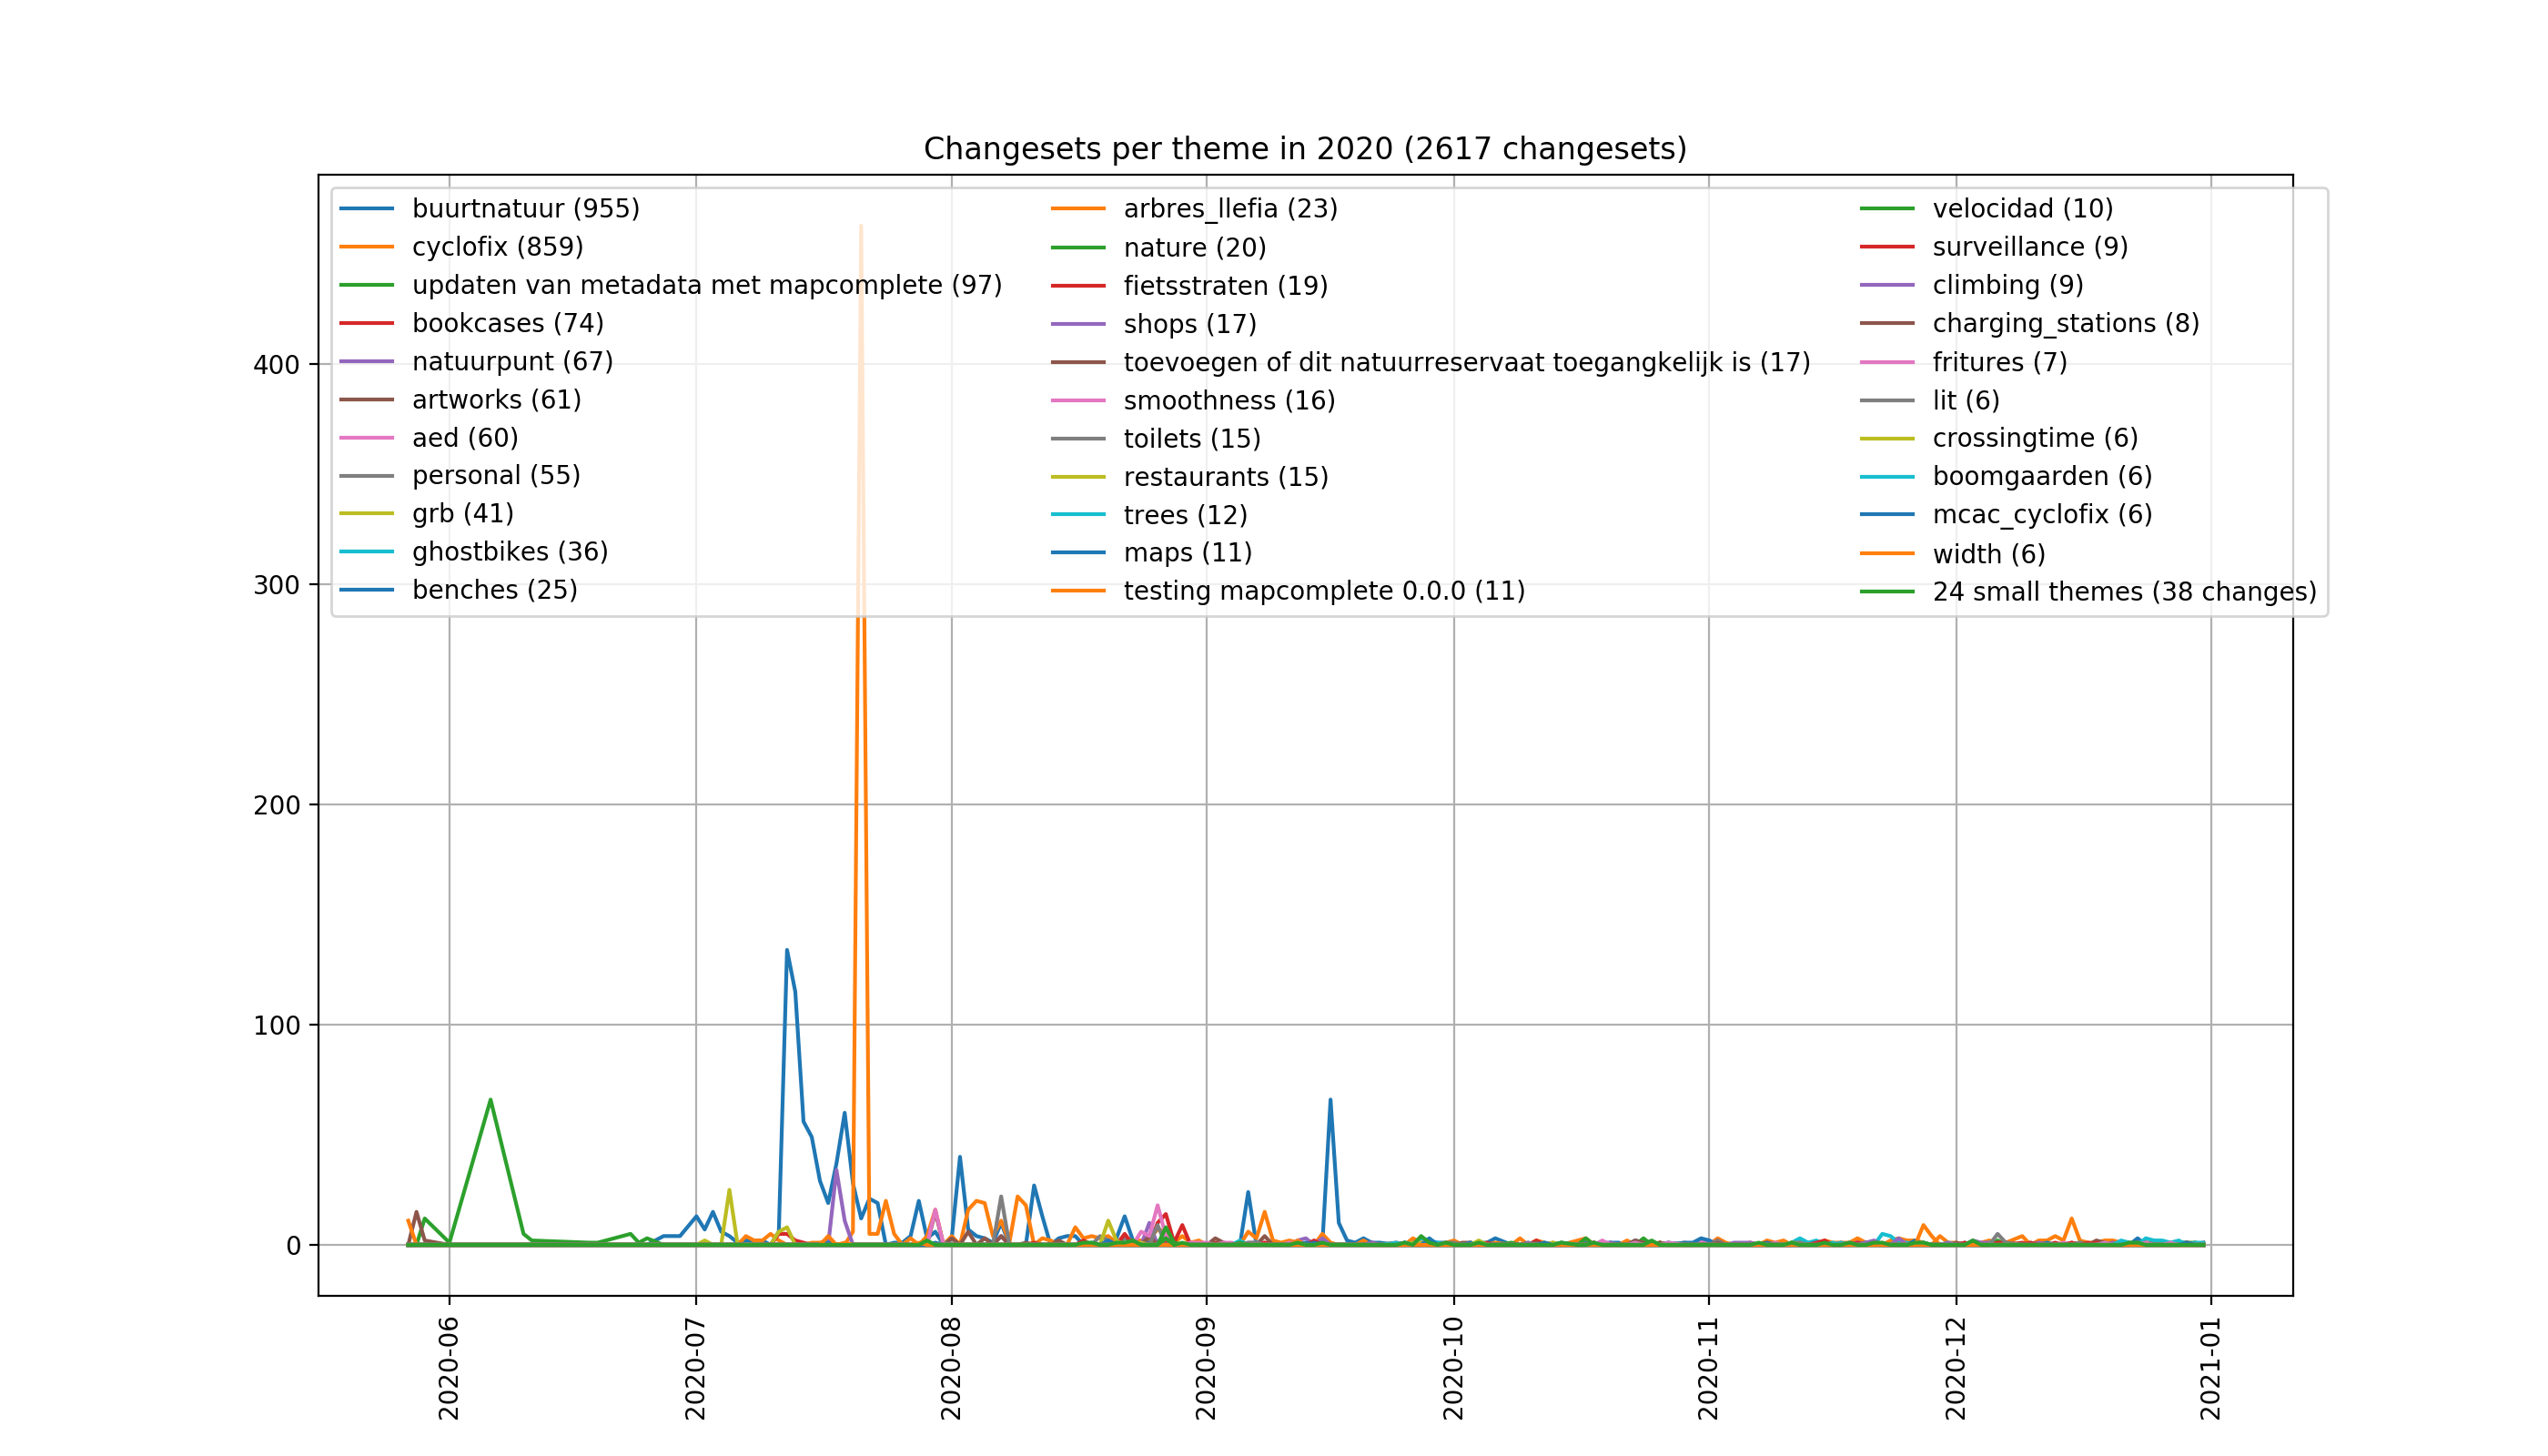 Changesets per theme in 2020 (2617 changesets)
buurtnatuur (955)
cyclofix (859)
updaten van metadata met mapcomplete (97)
bookcases (74)
natuurpunt (67)
artworks (61)
aed (60)
personal (55)
grb (41)
ghostbikes (36)
benches (25)
arbres_llefia (23)
nature (20)
fietsstraten (19)
shops (17)
toevoegen of dit natuurreservaat toegangkelijk is (17)
smoothness (16)
toilets (15)
restaurants (15)
trees (12)
maps (11)
testing mapcomplete 0.0.0 (11)
velocidad (10)
surveillance (9)
climbing (9)
charging_stations (8)
fritures (7)
lit (6)
crossingtime (6)
boomgaarden (6)
mcac_cyclofix (6)
width (6)
24 small themes (38 changes)
400
300
200
100
0
2020-06
2020-07
2020-08
2020-09
2020-10
2020-11
2020-12
2021-01